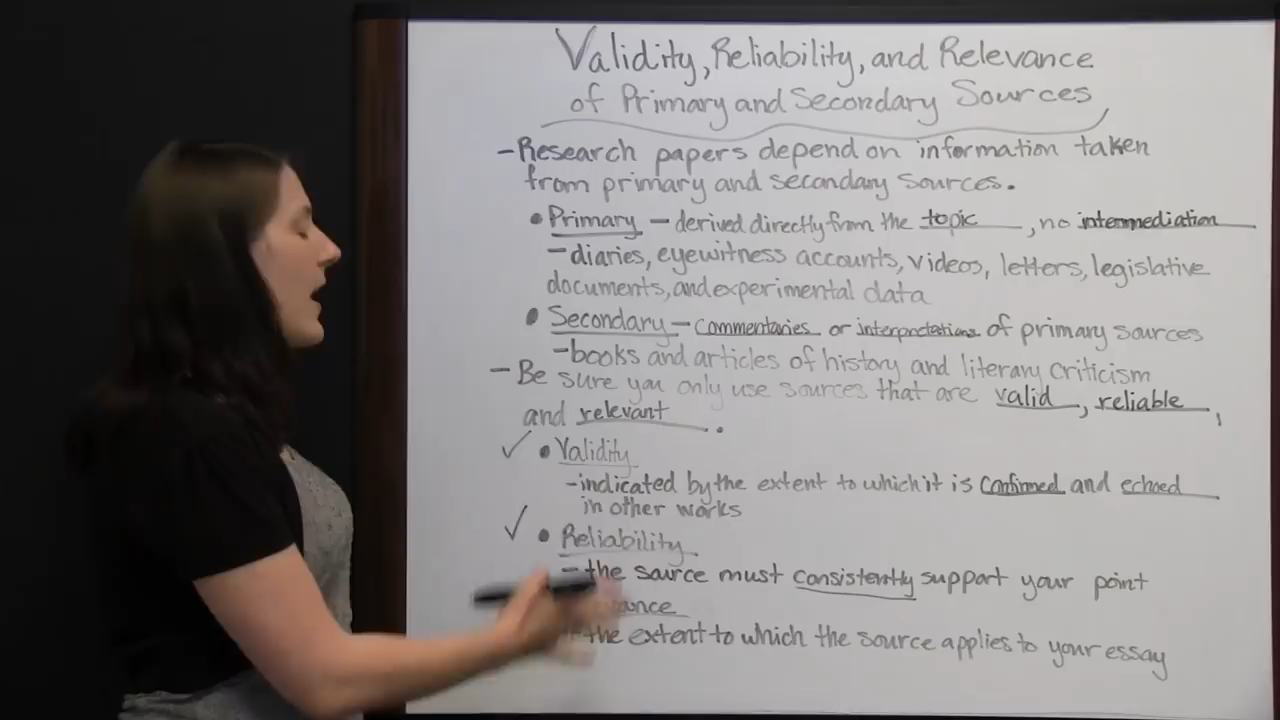 Validity, Reliability, and Relevance
of Primary and Secondary Sources
- Research papers depend on information taken
from primary and secondary sources.
• Primary - derived directly from the topic, no intermediation
- diaries, eyewitness accounts, videos, letters, legislative
documents, and experimental data
• Secondary - commentaries or interpretations of primary sources
- books and articles of history and literary criticism
- Be sure you only use sources that are valid, reliable,
and relevant.
✓ • Validity
- indicated by the extent to which it is confirmed and echoed
in other works
✓ • Reliability
- the source must consistently support your point
the extent to which the source applies to your essay